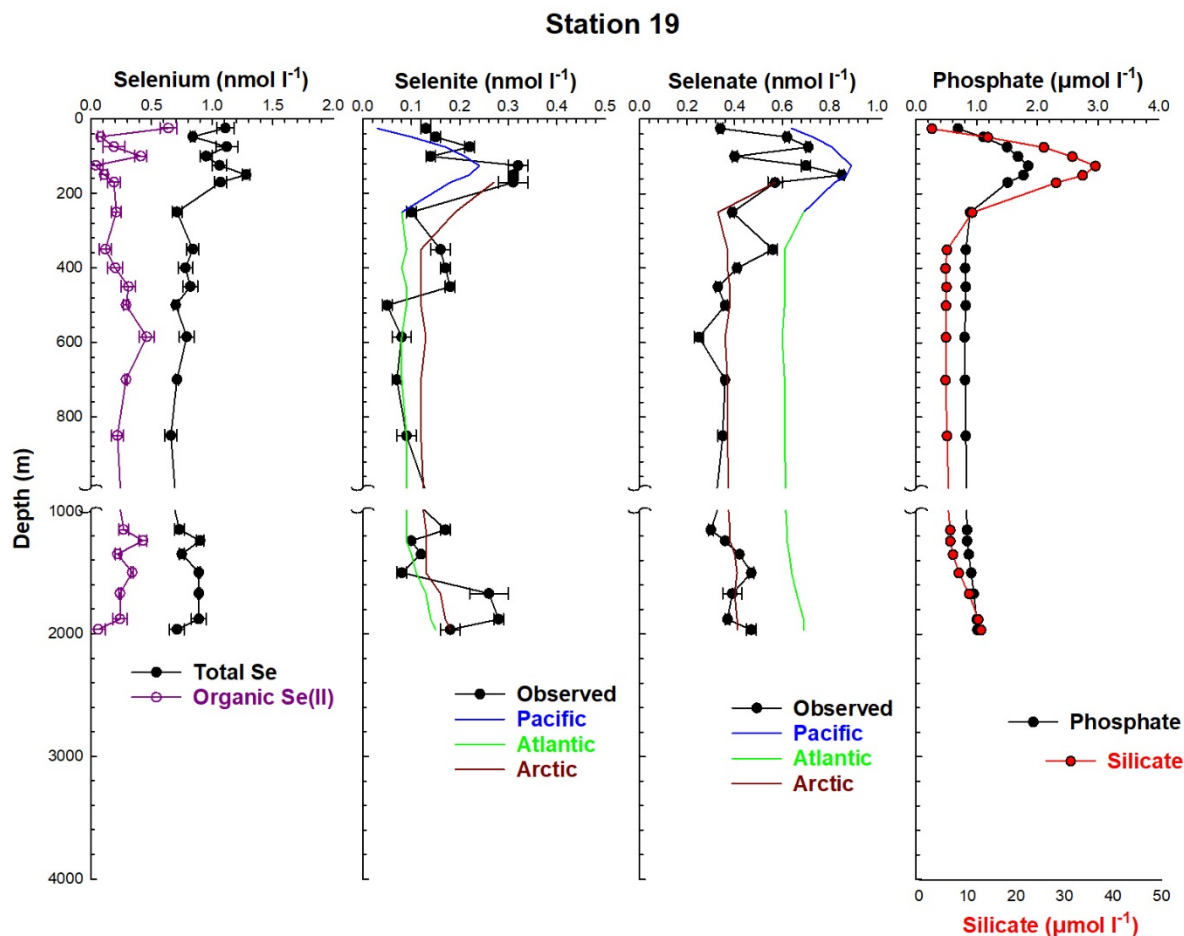 Station 19
Selenium (nmol l-1)
Selenite (nmol l-1)
Selenate (nmol l-1)
Phosphate (µmol l-1)
0.0 0.5 1.0 1.5 2.0
0.0 0.1 0.2 0.3 0.4 0.5
0.0 0.2 0.4 0.6 0.8 1.0
0.0 1.0 2.0 3.0 4.0
0
200
400
600
800
1000
2000
3000
4000
Depth (m)
Total Se
Organic Se(II)
Observed
Pacific
Atlantic
Arctic
Observed
Pacific
Atlantic
Arctic
Phosphate
Silicate
0 10 20 30 40 50
Silicate (µmol l-1)